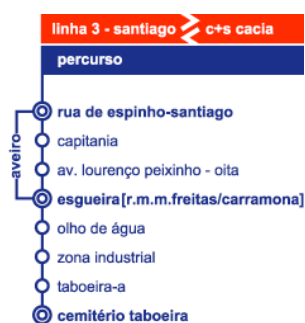 linha 3 - santiago c+s cacia
percurso
aveiro
rua de espinho-santiago
capitania
av. lourenço peixinho - oita
esgueira[r.m.m.freitas/carramona]
olho de água
zona industrial
taboeira-a
cemitério taboeira